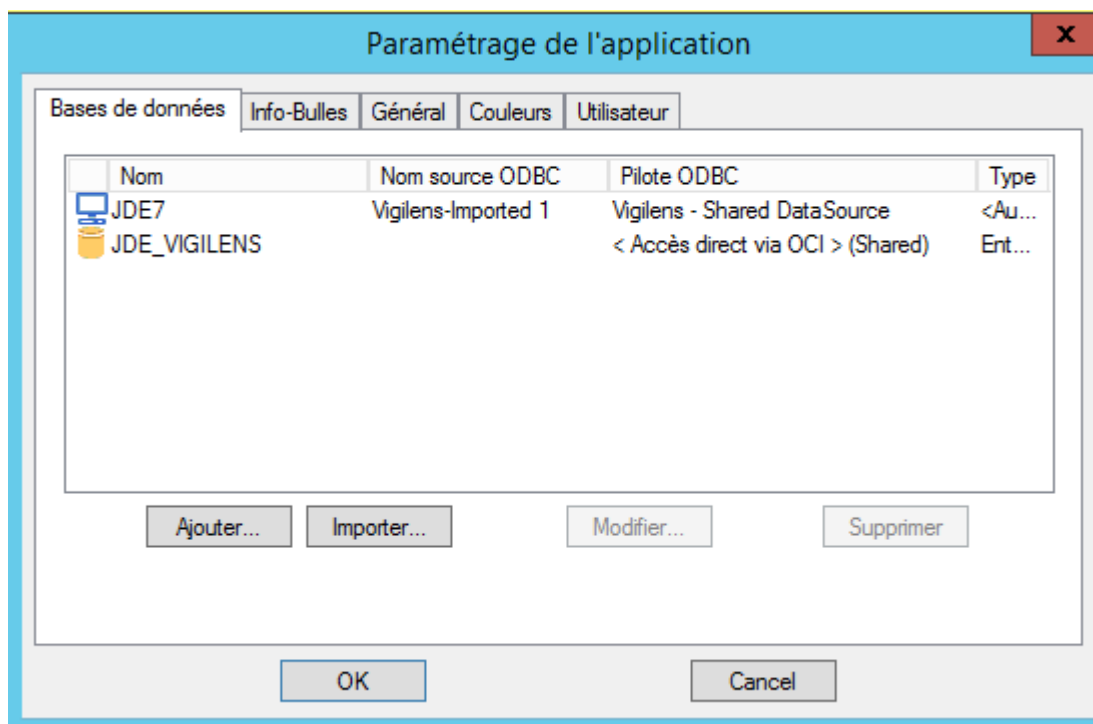 Paramétrage de l'application
x
Bases de données Info-Bulles Général Couleurs Utilisateur
Nom Nom source ODBC Pilote ODBC Type
JDE7 Vigilens-Imported 1 Vigilens - Shared DataSource <Au...
JDE_VIGILENS < Accès direct via OCI > (Shared) Ent...
Ajouter... Importer... Modifier... Supprimer
OK Cancel